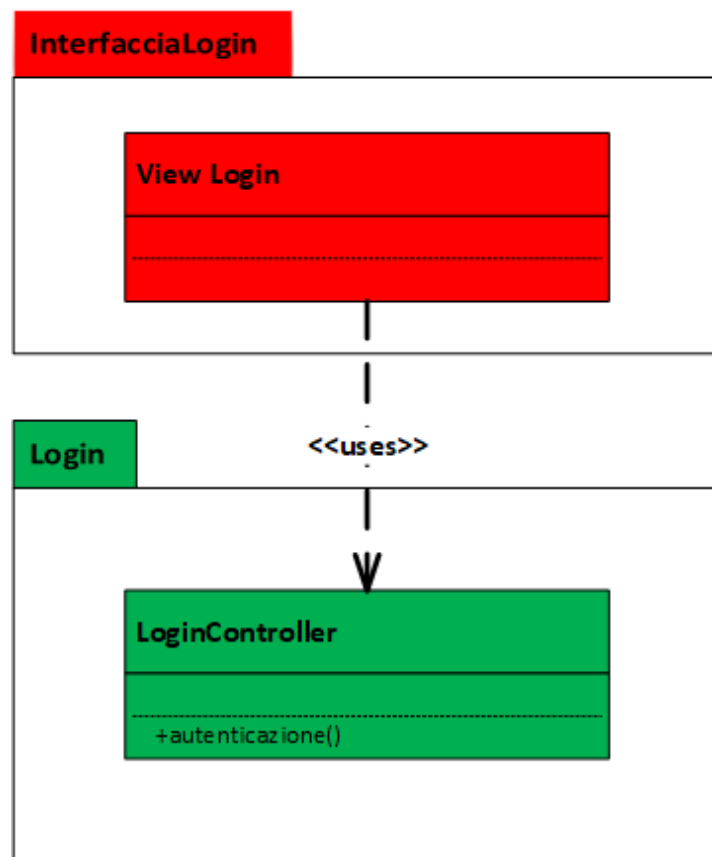 InterfacciaLogin
View Login
Login
<<uses>>
LoginController
+autenticazione()